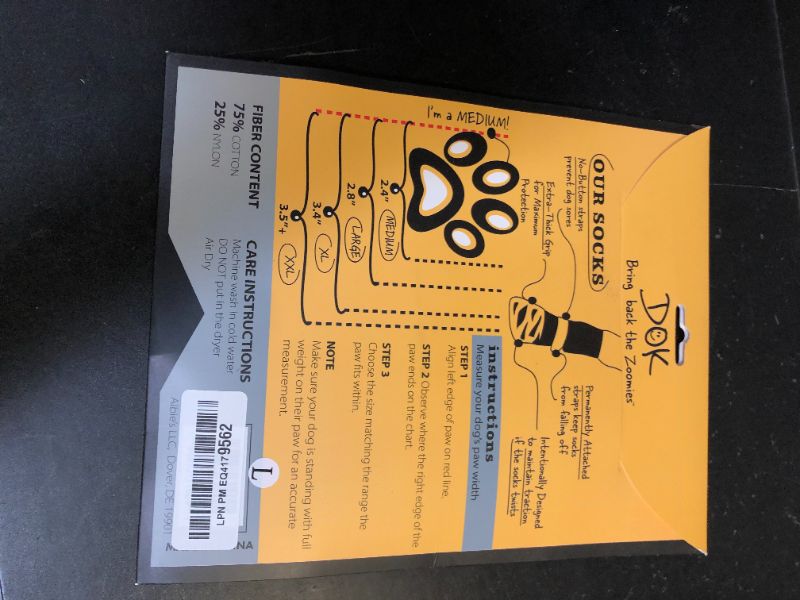 DOK
Bring back the Zoomies™
OUR SOCKS
No-Button straps
prevent dog sores
Extra-Thick Grip
for Maximum
Protection
Permanently Attached
straps keep socks
from falling off
Intentionally Designed
to maintain traction
if the socks twists
I'm a MEDIUM!
2.4" MEDIUM
2.8" LARGE
3.4" XL
3.5"+ XXL
instructions
Measure your dog's paw width
STEP 1
Align left edge of paw on red line.
STEP 2 Observe where the right edge of the
paw ends on the chart.
STEP 3
Choose the size matching the range the
paw fits within.
NOTE
Make sure your dog is standing with full
weight on their paw for an accurate
measurement.
FIBER CONTENT
75% COTTON
25% NYLON
CARE INSTRUCTIONS
Machine wash in cold water
DO NOT put in the dryer
Air Dry
L
LPN PM EQ4179562
Albie's LLC, Dover, DE 19901